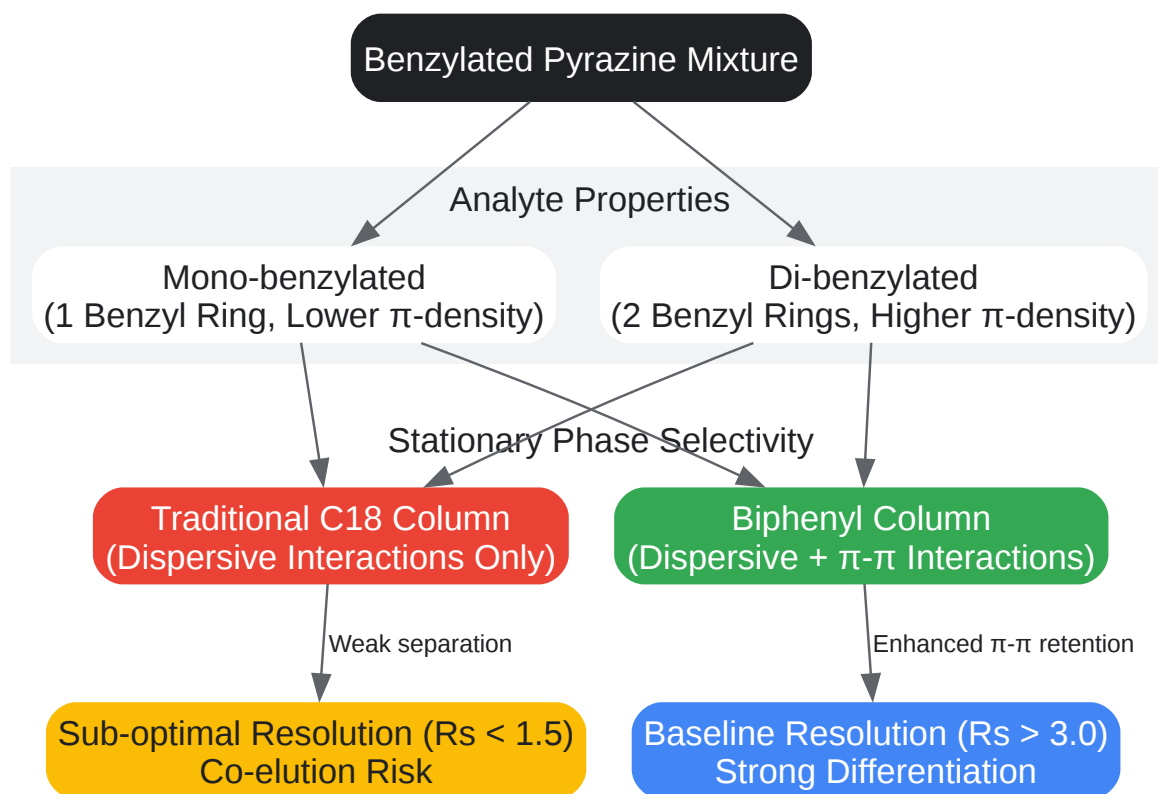 Benzylated Pyrazine Mixture
Analyte Properties
Mono-benzylated
(1 Benzyl Ring, Lower π-density)
Di-benzylated
(2 Benzyl Rings, Higher π-density)
Stationary Phase Selectivity
Traditional C18 Column
(Dispersive Interactions Only)
Biphenyl Column
(Dispersive + π-π Interactions)
Weak separation
Enhanced π-π retention
Sub-optimal Resolution (Rs < 1.5)
Co-elution Risk
Baseline Resolution (Rs > 3.0)
Strong Differentiation